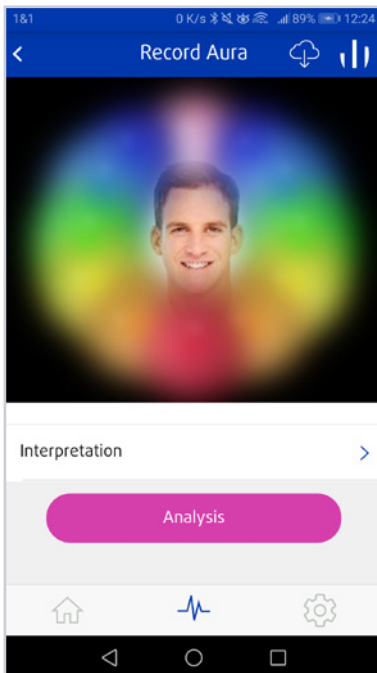 1&1 0 K/s 89% 12:24
Record Aura
Interpretation
Analysis